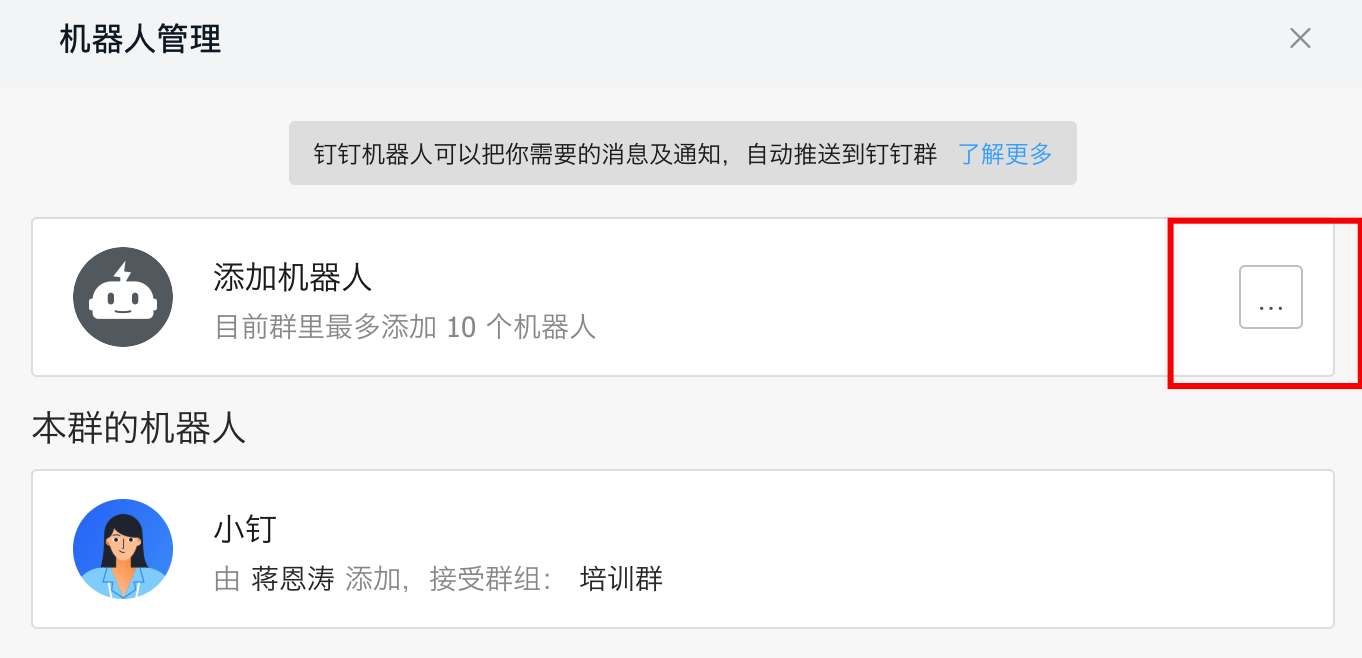 机器人管理
钉钉机器人可以把你需要的消息及通知，自动推送到钉钉群 了解更多
添加机器人
目前群里最多添加 10 个机器人
...
本群的机器人
小钉
由 蒋恩涛 添加，接受群组： 培训群